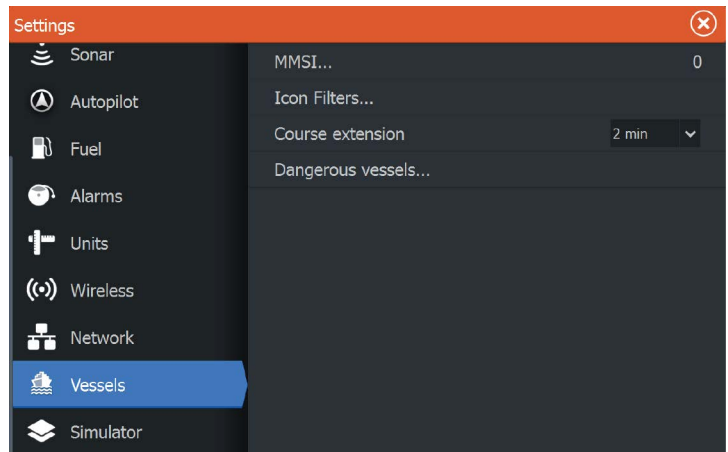 Settings
Sonar
Autopilot
Fuel
Alarms
Units
Wireless
Network
Vessels
Simulator
MMSI... 0
Icon Filters...
Course extension 2 min
Dangerous vessels...